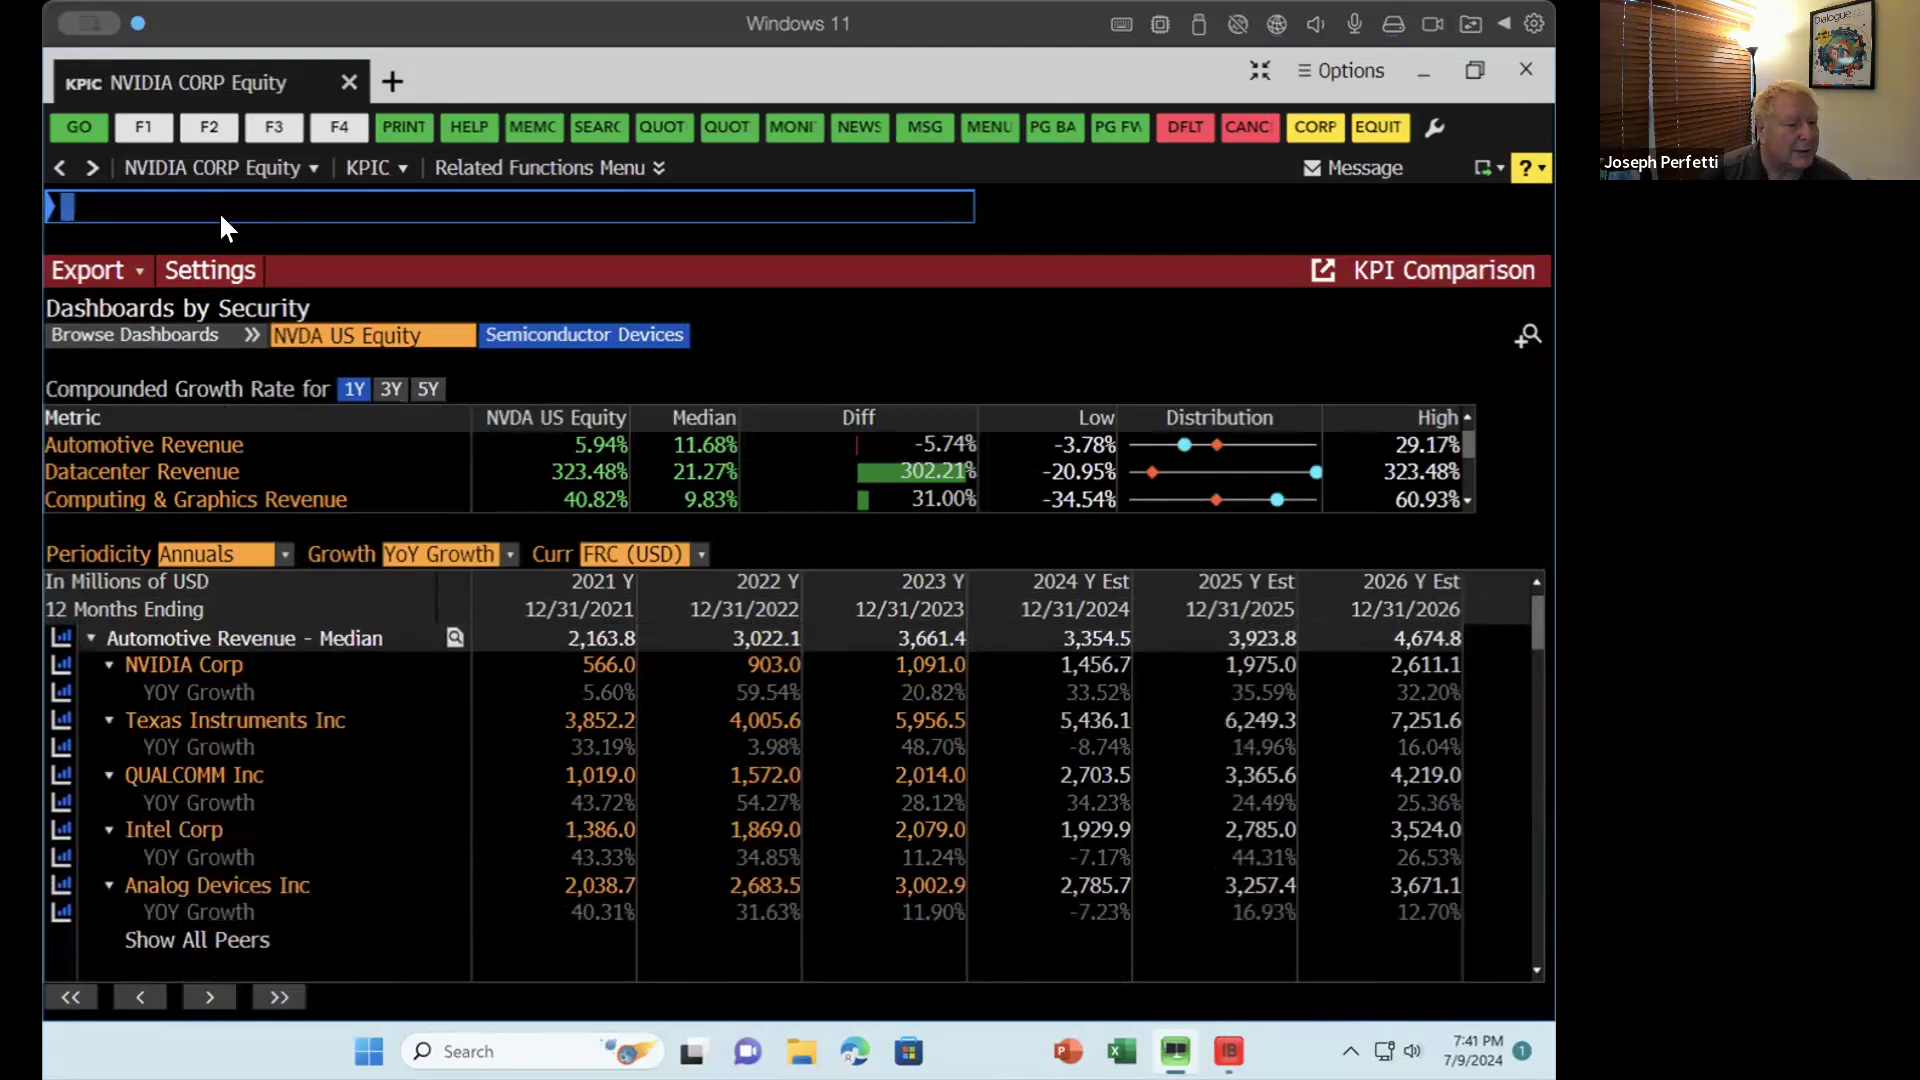 Windows 11
KPIC NVIDIA CORP Equity
Options
GO F1 F2 F3 F4 PRINT HELP MEMC SEARC QUOT QUOT MONI NEWS MSG MENU PG BA PG FW DFLT CANC CORP EQUIT
NVIDIA CORP Equity KPIC Related Functions Menu Message ?
Export Settings KPI Comparison
Dashboards by Security
Browse Dashboards NVDA US Equity Semiconductor Devices
Compounded Growth Rate for 1Y 3Y 5Y
Metric NVDA US Equity Median Diff Low Distribution High
Automotive Revenue 5.94% 11.68% -5.74% -3.78% 29.17%
Datacenter Revenue 323.48% 21.27% 302.21% -20.95% 323.48%
Computing & Graphics Revenue 40.82% 9.83% 31.00% -34.54% 60.93%
Periodicity Annuals Growth YoY Growth Curr FRC (USD)
In Millions of USD 2021 Y 2022 Y 2023 Y 2024 Y Est 2025 Y Est 2026 Y Est
12 Months Ending 12/31/2021 12/31/2022 12/31/2023 12/31/2024 12/31/2025 12/31/2026
Automotive Revenue - Median 2,163.8 3,022.1 3,661.4 3,354.5 3,923.8 4,674.8
NVIDIA Corp 566.0 903.0 1,091.0 1,456.7 1,975.0 2,611.1
YOY Growth 5.60% 59.54% 20.82% 33.52% 35.59% 32.20%
Texas Instruments Inc 3,852.2 4,005.6 5,956.5 5,436.1 6,249.3 7,251.6
YOY Growth 33.19% 3.98% 48.70% -8.74% 14.96% 16.04%
QUALCOMM Inc 1,019.0 1,572.0 2,014.0 2,703.5 3,365.6 4,219.0
YOY Growth 43.72% 54.27% 28.12% 34.23% 24.49% 25.36%
Intel Corp 1,386.0 1,869.0 2,079.0 1,929.9 2,785.0 3,524.0
YOY Growth 43.33% 34.85% 11.24% -7.17% 44.31% 26.53%
Analog Devices Inc 2,038.7 2,683.5 3,002.9 2,785.7 3,257.4 3,671.1
YOY Growth 40.31% 31.63% 11.90% -7.23% 16.93% 12.70%
Show All Peers
Search
IB
7:41 PM
7/9/2024
1
Dialogue
Joseph Perfetti